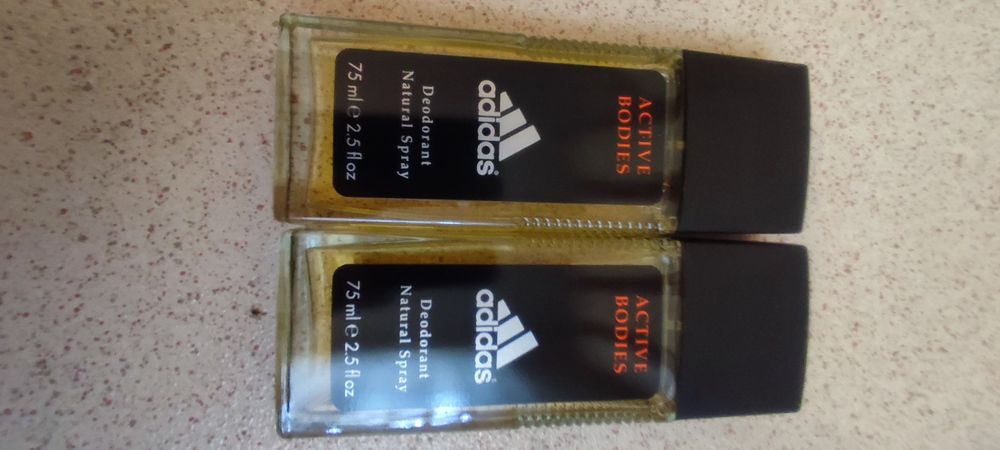 ACTIVE
BODIES
adidas®
Deodorant
Natural Spray
75 ml e 2.5 fl oz
ACTIVE
BODIES
adidas®
Deodorant
Natural Spray
75 ml e 2.5 fl oz